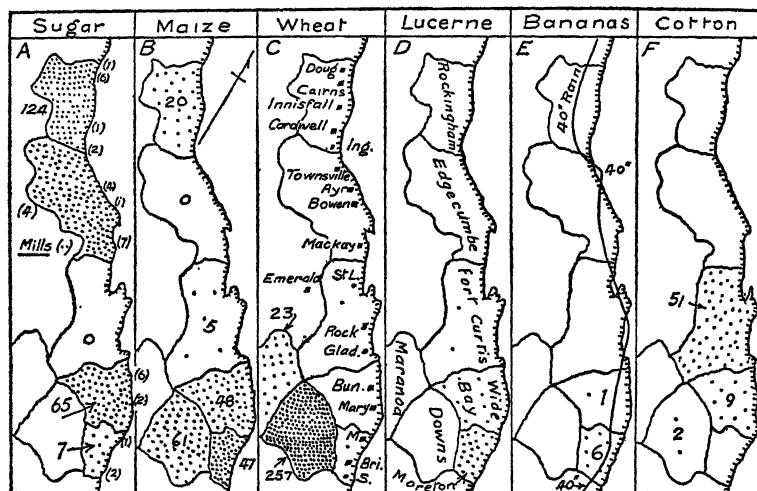 Sugar
A
(1)
(6)
124
(1)
(2)
(4)
(4)
(1)
Mills (·)
(7)
0
(6)
65
(2)
7
(1)
(2)
Maize
B
20
0
5
48
61
47
Wheat
C
Doug
Cairns
Innisfall
Cardwell
Ing.
Townsville
Ayr
Bowen
Mackay
Emerald
St L.
23
Rock
Glad.
Bun.
Mary
M
Bri.
S.
257
Lucerne
D
Rockingham
Edgecumbe
Fort Curtis
Maranoa
Wide Bay
Downs
Moreton
Bananas
E
40" Rain
40"
1
6
40"
Cotton
F
51
9
2